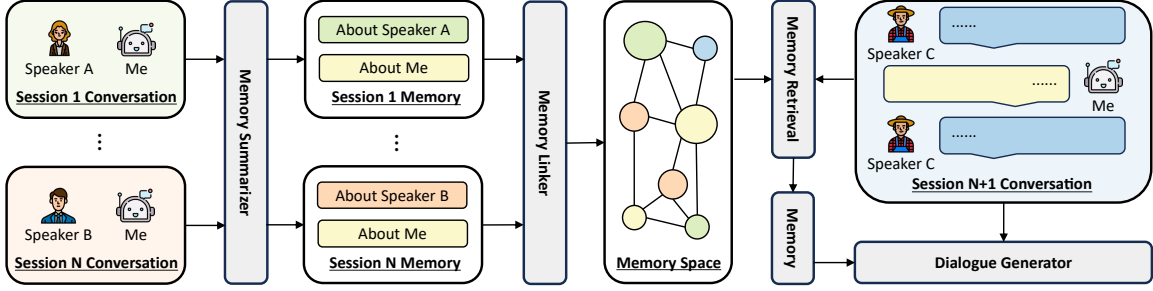 Speaker A
Me
Session 1 Conversation
⋮
Speaker B
Me
Session N Conversation
Memory Summarizer
About Speaker A
About Me
Session 1 Memory
⋮
About Speaker B
About Me
Session N Memory
Memory Linker
Memory Space
Memory Retrieval
Memory
......
Speaker C
......
Me
......
Speaker C
Session N+1 Conversation
Dialogue Generator